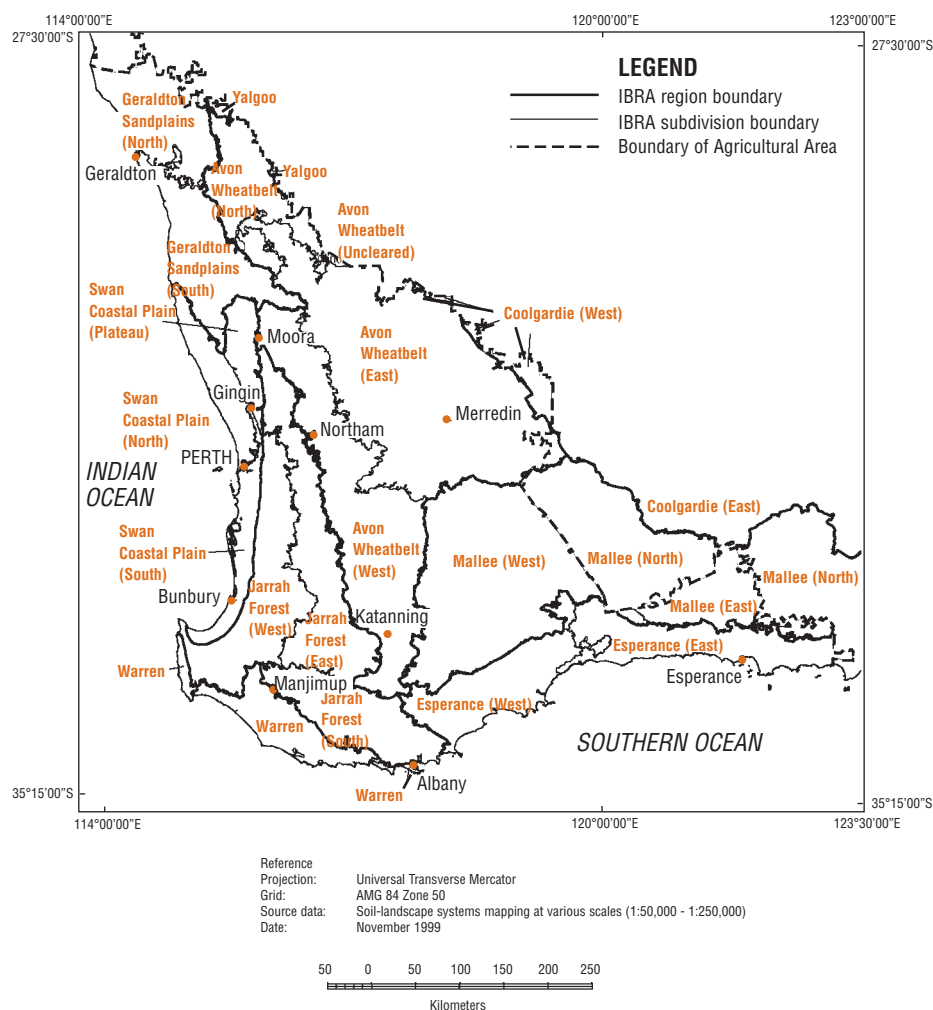 114°00'00"E
120°00'00"E
123°00'00"E
27°30'00"S
27°30'00"S
LEGEND
IBRA region boundary
IBRA subdivision boundary
Boundary of Agricultural Area
Geraldton
Sandplains
(North)
Yalgoo
Geraldton
Avon
Wheatbelt
(North)
Yalgoo
Avon
Wheatbelt
(Uncleared)
Geraldton
Sandplains
(South)
Swan
Coastal Plain
(Plateau)
Moora
Avon
Wheatbelt
(East)
Coolgardie (West)
Swan
Coastal Plain
(North)
Gingin
Northam
Merredin
PERTH
INDIAN
OCEAN
Swan
Coastal Plain
(South)
Avon
Wheatbelt
(West)
Mallee (West)
Coolgardie (East)
Mallee (North)
Mallee (North)
Mallee (East)
Bunbury
Jarrah
Forest
(West)
Jarrah
Forest
(East)
Katanning
Esperance (East)
Esperance
Warren
Manjimup
Jarrah
Forest
(South)
Warren
Esperance (West)
SOUTHERN OCEAN
Albany
Warren
35°15'00"S
35°15'00"S
114°00'00"E
120°00'00"E
123°30'00"E
Reference
Projection: Universal Transverse Mercator
Grid: AMG 84 Zone 50
Source data: Soil-landscape systems mapping at various scales (1:50,000 - 1:250,000)
Date: November 1999
50 0 50 100 150 200 250
Kilometers